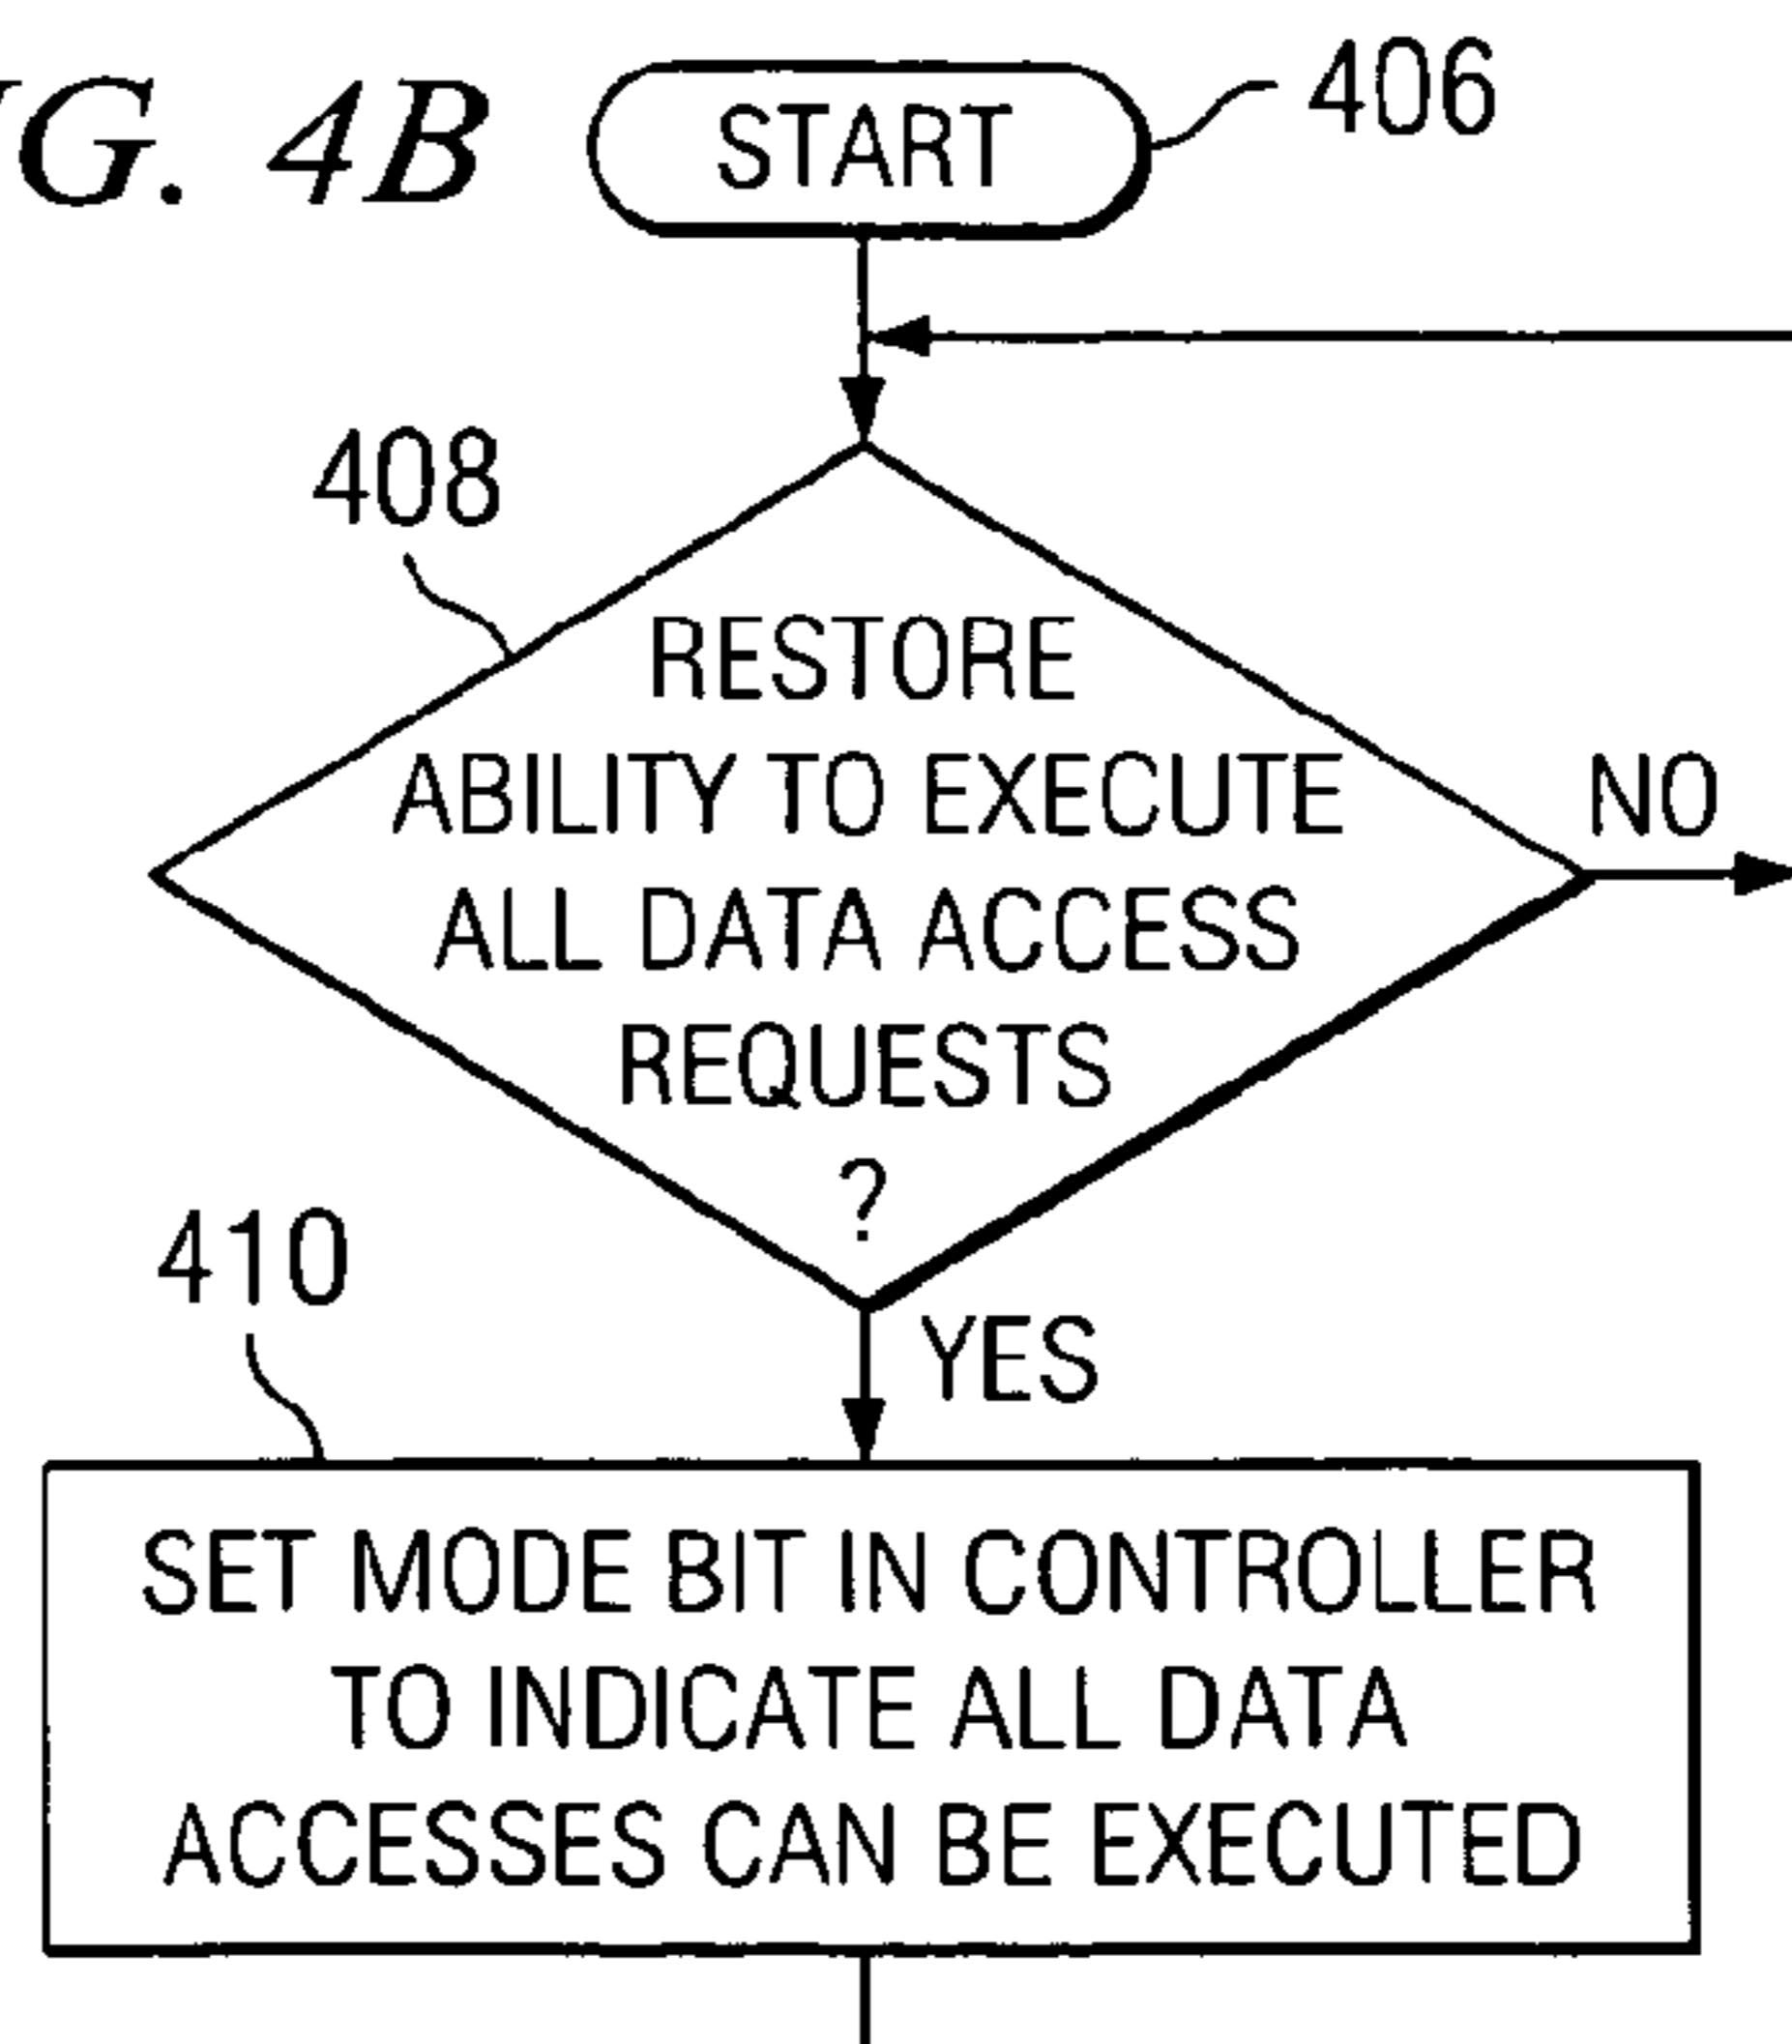 G. 4B
START
406
408
RESTORE
ABILITY TO EXECUTE
ALL DATA ACCESS
REQUESTS
?
NO
YES
410
SET MODE BIT IN CONTROLLER
TO INDICATE ALL DATA
ACCESSES CAN BE EXECUTED